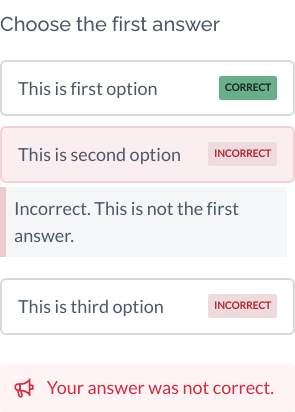 Choose the first answer
This is first option CORRECT
This is second option INCORRECT
Incorrect. This is not the first
answer.
This is third option INCORRECT
Your answer was not correct.